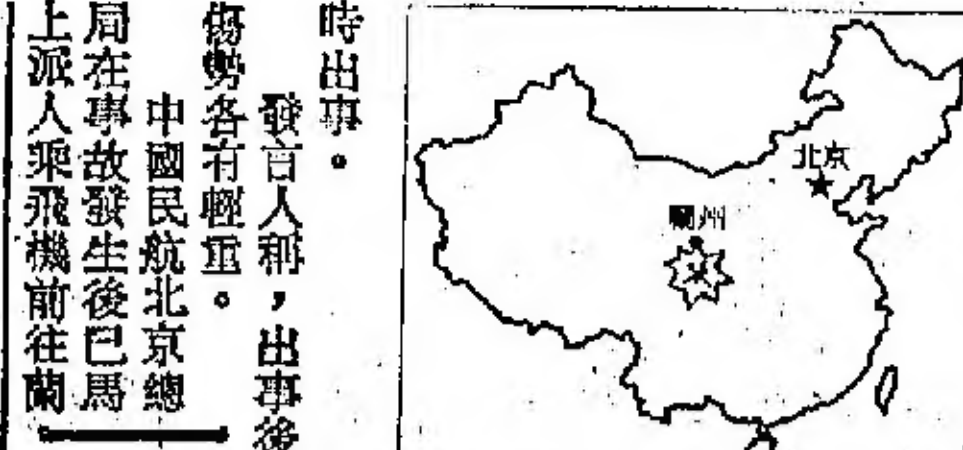 時出事。
發言人稱，出事後
傷勢各有輕重。
中國民航北京總
局在事故發生後已馬
上派人乘飛機前往蘭
北京
蘭州